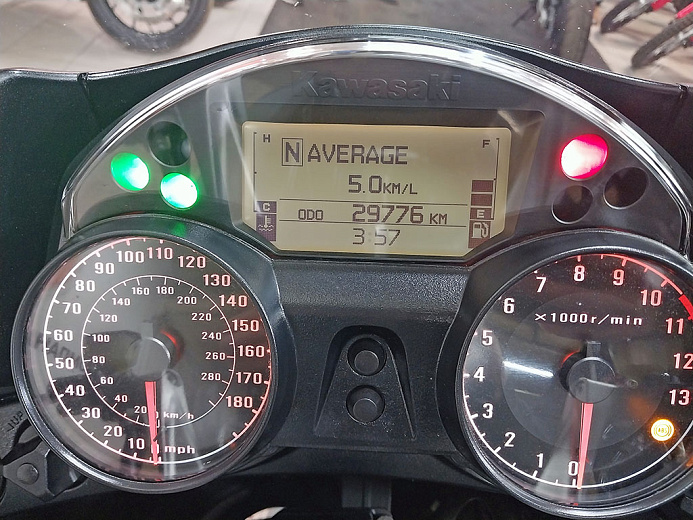 Kawasaki
H F
N AVERAGE
5.0 KM/L
C E
ODO 29776 KM
3:57
0 10 20 30 40 50 60 70 80 90 100 110 120 130 140 150 160 170 180
mph
20 40 60 80 100 120 140 160 180 200 220 240 260 280
km/h
0 1 2 3 4 5 6 7 8 9 10 11 12 13
×1000r/min